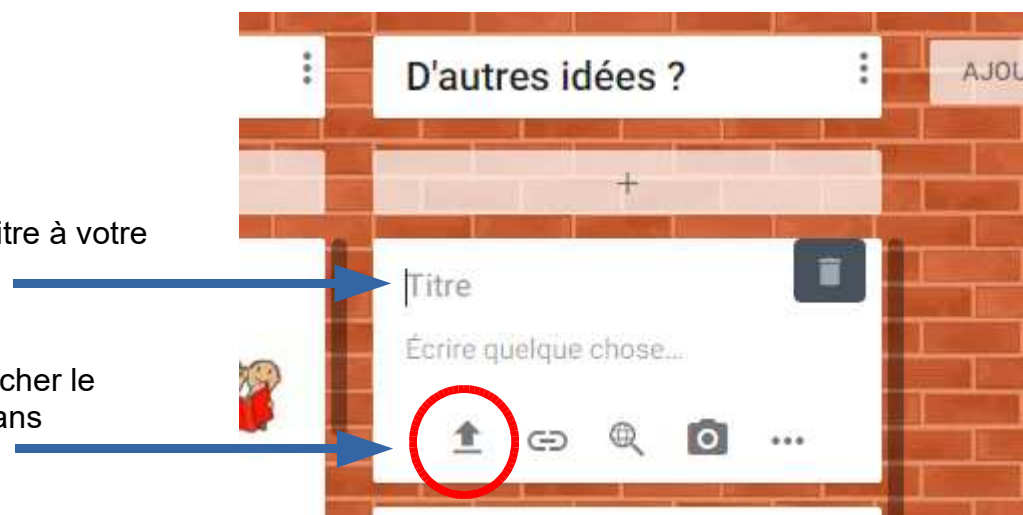 D'autres idées ?
AJOU
+
itre à votre
Titre
Écrire quelque chose...
cher le
ans